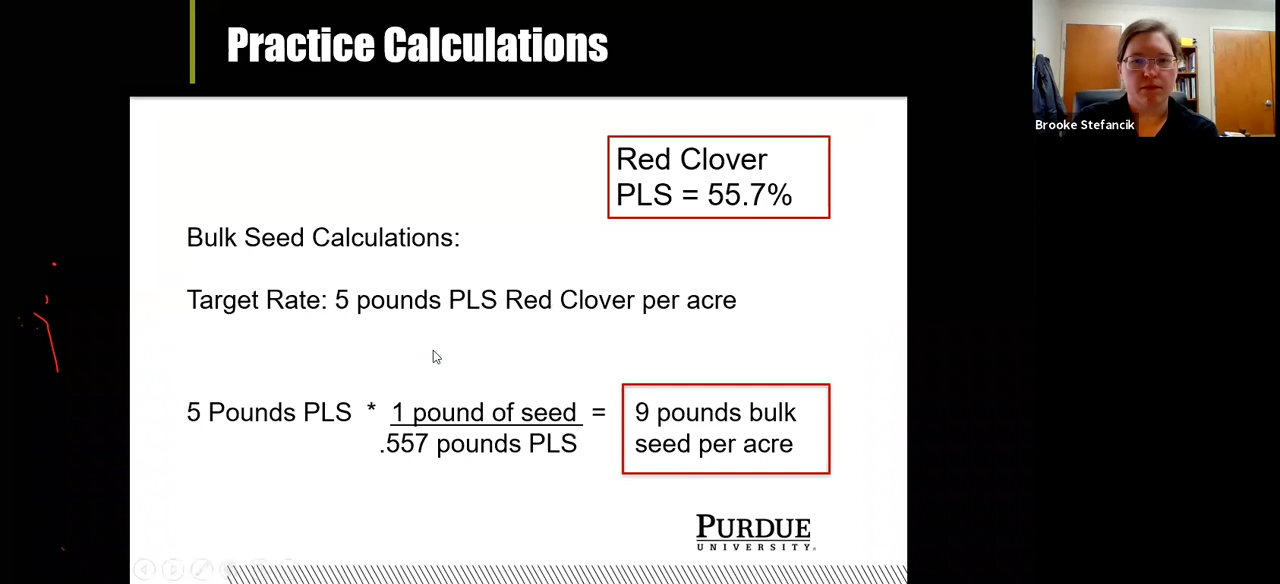 Practice Calculations
Brooke Stefancik
Red Clover
PLS = 55.7%
Bulk Seed Calculations:
Target Rate: 5 pounds PLS Red Clover per acre
5 Pounds PLS * 1 pound of seed =
.557 pounds PLS
9 pounds bulk
seed per acre
PURDUE
UNIVERSITY.